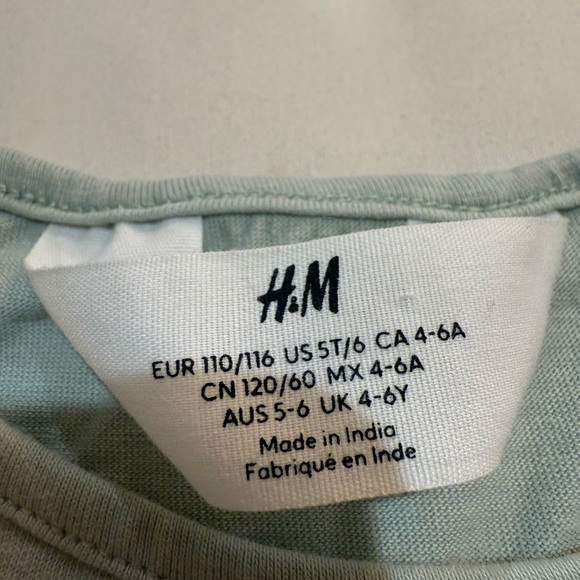 H&M
EUR 110/116 US 5T/6 CA 4-6A
CN 120/60 MX 4-6A
AUS 5-6 UK 4-6Y
Made in India
Fabriqué en Inde